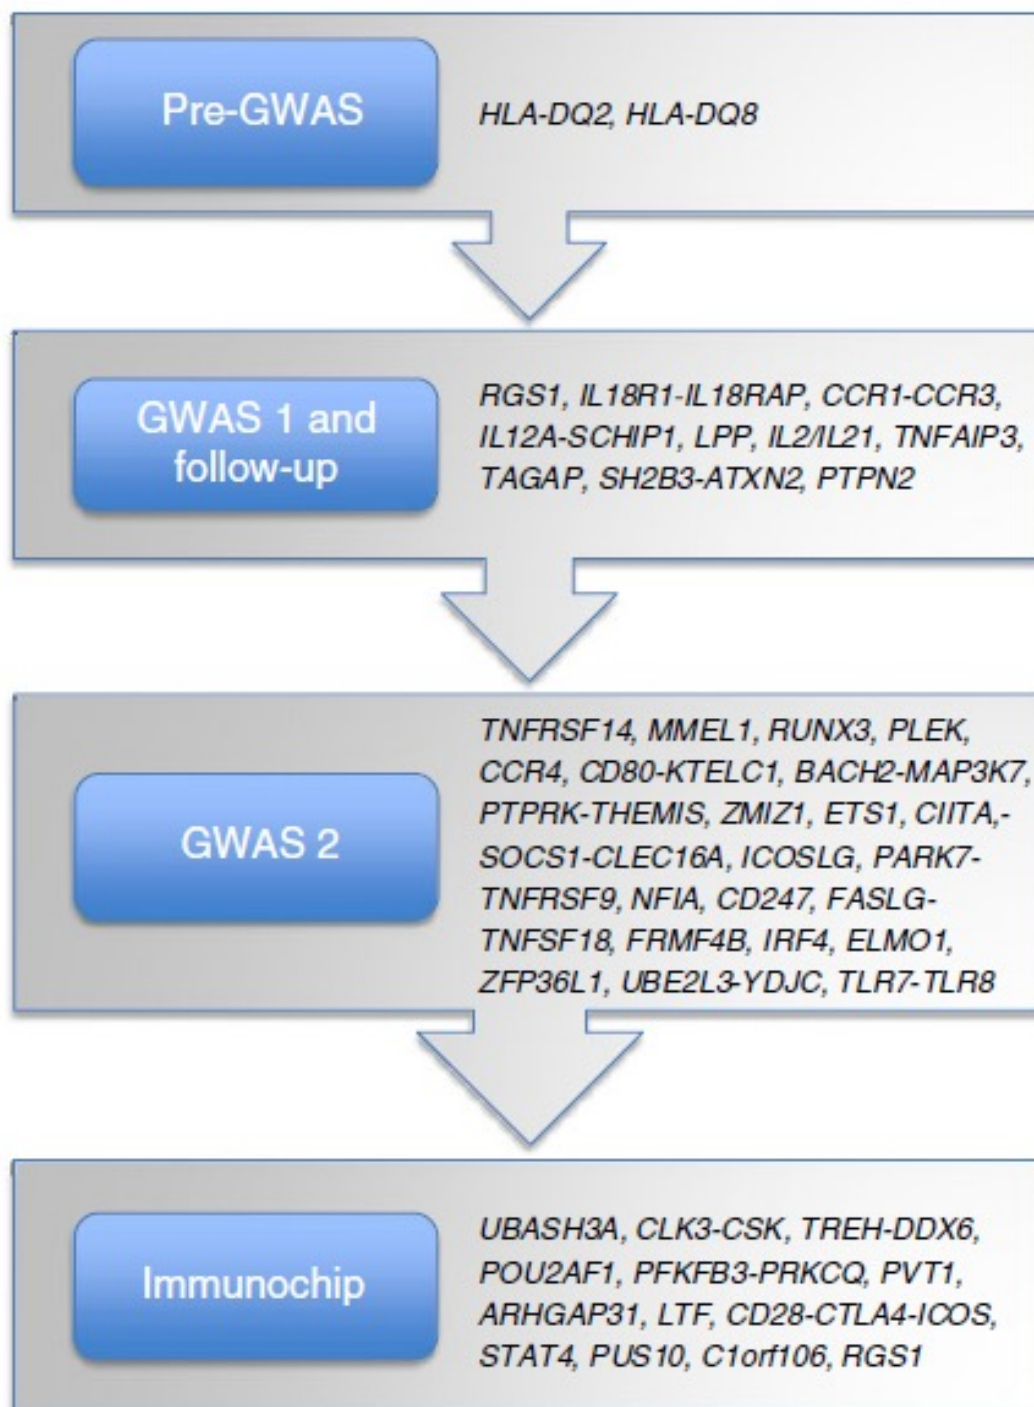 Pre-GWAS
HLA-DQ2, HLA-DQ8
GWAS 1 and
follow-up
RGS1, IL18R1-IL18RAP, CCR1-CCR3,
IL12A-SCHIP1, LPP, IL2/IL21, TNFAIP3,
TAGAP, SH2B3-ATXN2, PTPN2
GWAS 2
TNFRSF14, MMEL1, RUNX3, PLEK,
CCR4, CD80-KTELC1, BACH2-MAP3K7,
PTPRK-THEMIS, ZMIZ1, ETS1, CIITA,-
SOCS1-CLEC16A, ICOSLG, PARK7-
TNFRSF9, NFIA, CD247, FASLG-
TNFSF18, FRMF4B, IRF4, ELMO1,
ZFP36L1, UBE2L3-YDJC, TLR7-TLR8
Immunochip
UBASH3A, CLK3-CSK, TREH-DDX6,
POU2AF1, PFKFB3-PRKCQ, PVT1,
ARHGAP31, LTF, CD28-CTLA4-ICOS,
STAT4, PUS10, C1orf106, RGS1